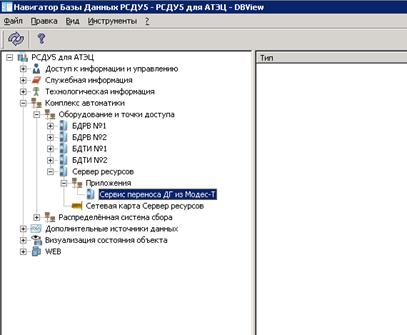 Навигатор Базы Данных РСДУ5 - РСДУ5 для АТЭЦ - DBView
Файл Правка Вид Инструменты ?
РСДУ5 для АТЭЦ
Доступ к информации и управлению
Служебная информация
Технологическая информация
Комплекс автоматики
Оборудование и точки доступа
БДРВ №1
БДРВ №2
БДТИ №1
БДТИ №2
Сервер ресурсов
Приложения
Сервис переноса ДГ из Модес-Т
Сетевая карта Сервер ресурсов
Распределённая система сбора
Дополнительные источники данных
Визуализация состояния объекта
WEB
Тип